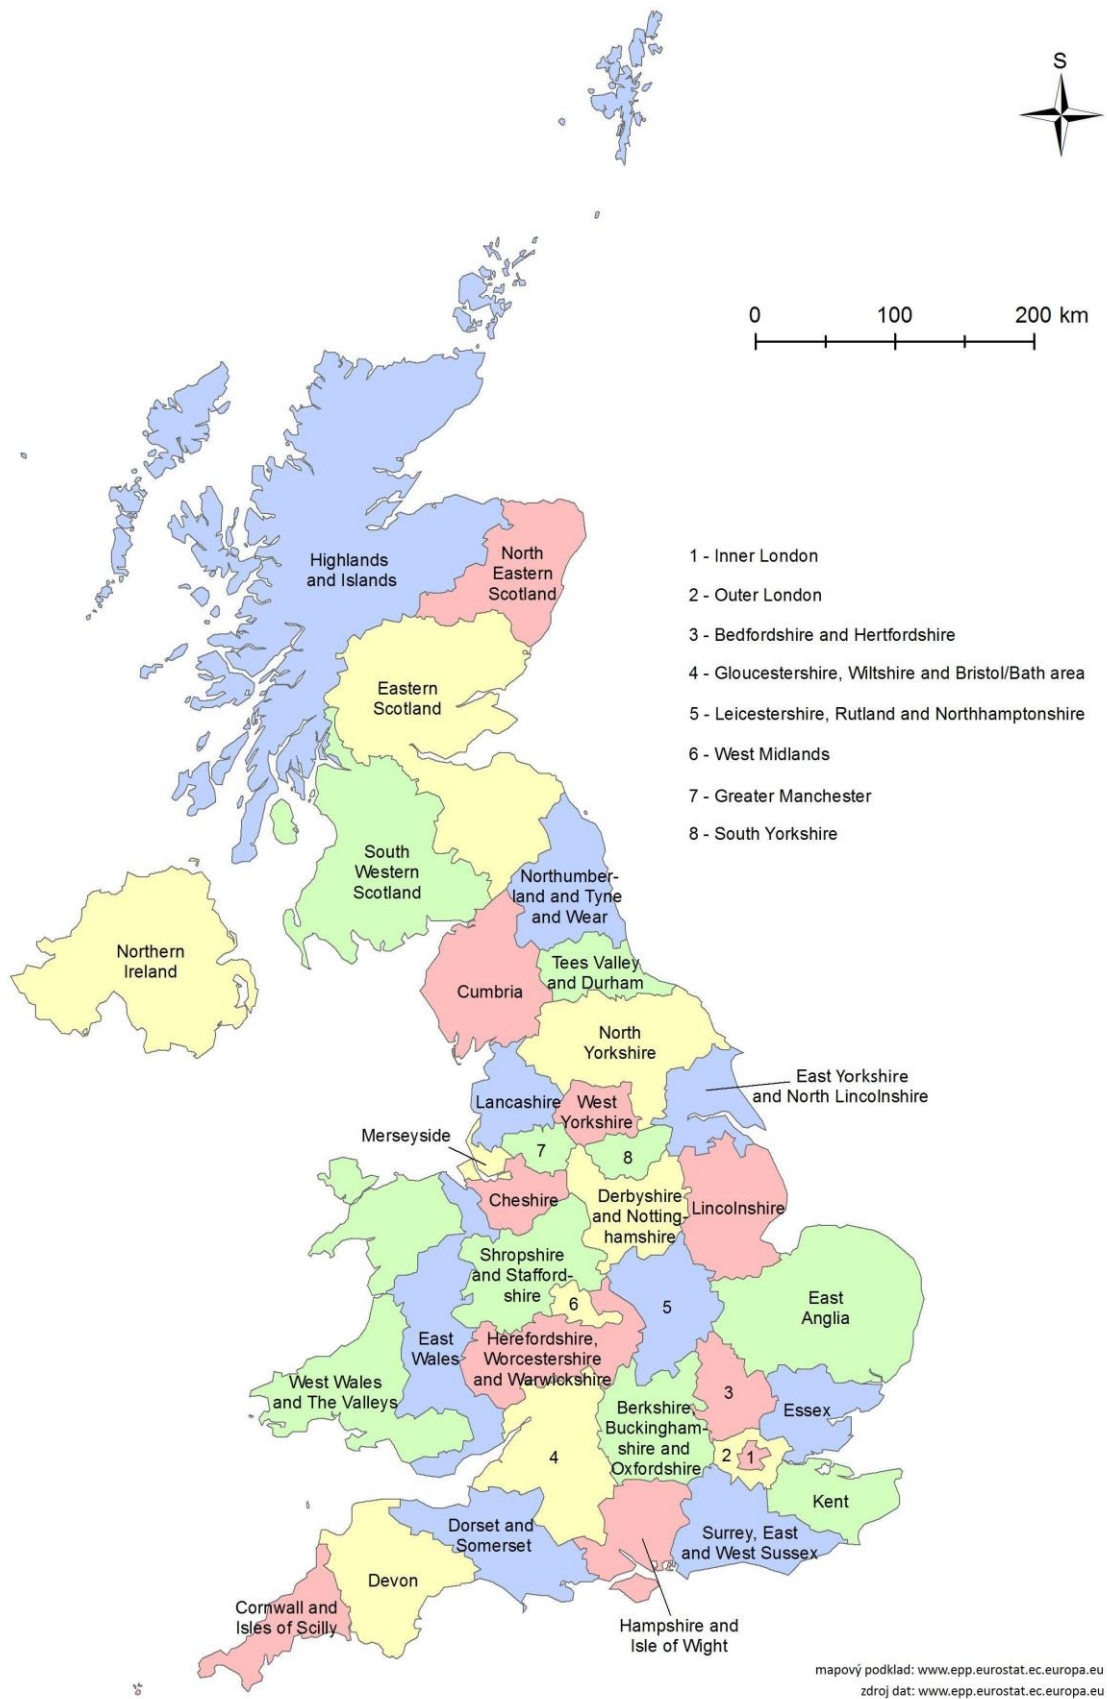 S
0 100 200 km
Highlands
and Islands
North
Eastern
Scotland
1 - Inner London
2 - Outer London
3 - Bedfordshire and Hertfordshire
4 - Gloucestershire, Wiltshire and Bristol/Bath area
5 - Leicestershire, Rutland and Northhamptonshire
6 - West Midlands
7 - Greater Manchester
8 - South Yorkshire
Eastern
Scotland
South
Western
Scotland
Northumber-
land and Tyne
and Wear
Northern
Ireland
Tees Valley
and Durham
Cumbria
North
Yorkshire
East Yorkshire
and North Lincolnshire
Lancashire
West
Yorkshire
Merseyside
7
8
Cheshire
Derbyshire
and Notting-
hamshire
Lincolnshire
Shropshire
and Stafford-
shire
6
5
East
Anglia
East
Wales
Herefordshire,
Worcestershire
and Warwickshire
West Wales
and The Valleys
3
Essex
Berkshire,
Buckingham-
shire and
Oxfordshire
4
2
1
Kent
Dorset and
Somerset
Surrey, East
and West Sussex
Devon
Cornwall and
Isles of Scilly
Hampshire and
Isle of Wight
mapový podklad: www.epp.eurostat.ec.europa.eu
zdroj dat: www.epp.eurostat.ec.europa.eu